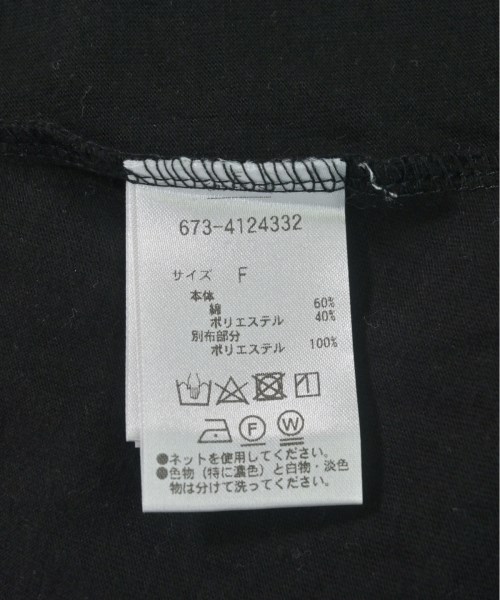 673-4124332
サイズ F
本体
綿 60%
ポリエステル 40%
別布部分
ポリエステル 100%
F W
●ネットを使用してください。
●色物(特に濃色)と白物・淡色
物は分けて洗ってください。